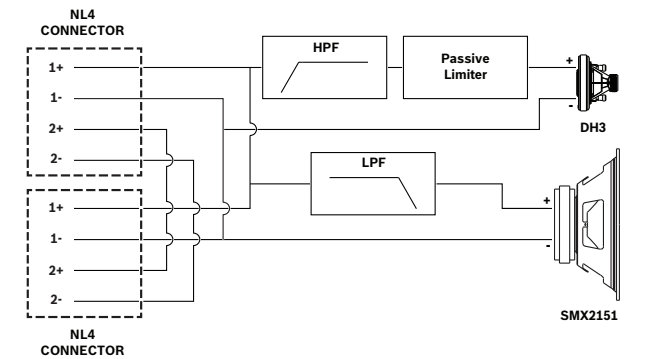 NL4
CONNECTOR
1+
1-
2+
2-
1+
1-
2+
2-
NL4
CONNECTOR
HPF
Passive
Limiter
+
-
DH3
LPF
+
-
SMX2151